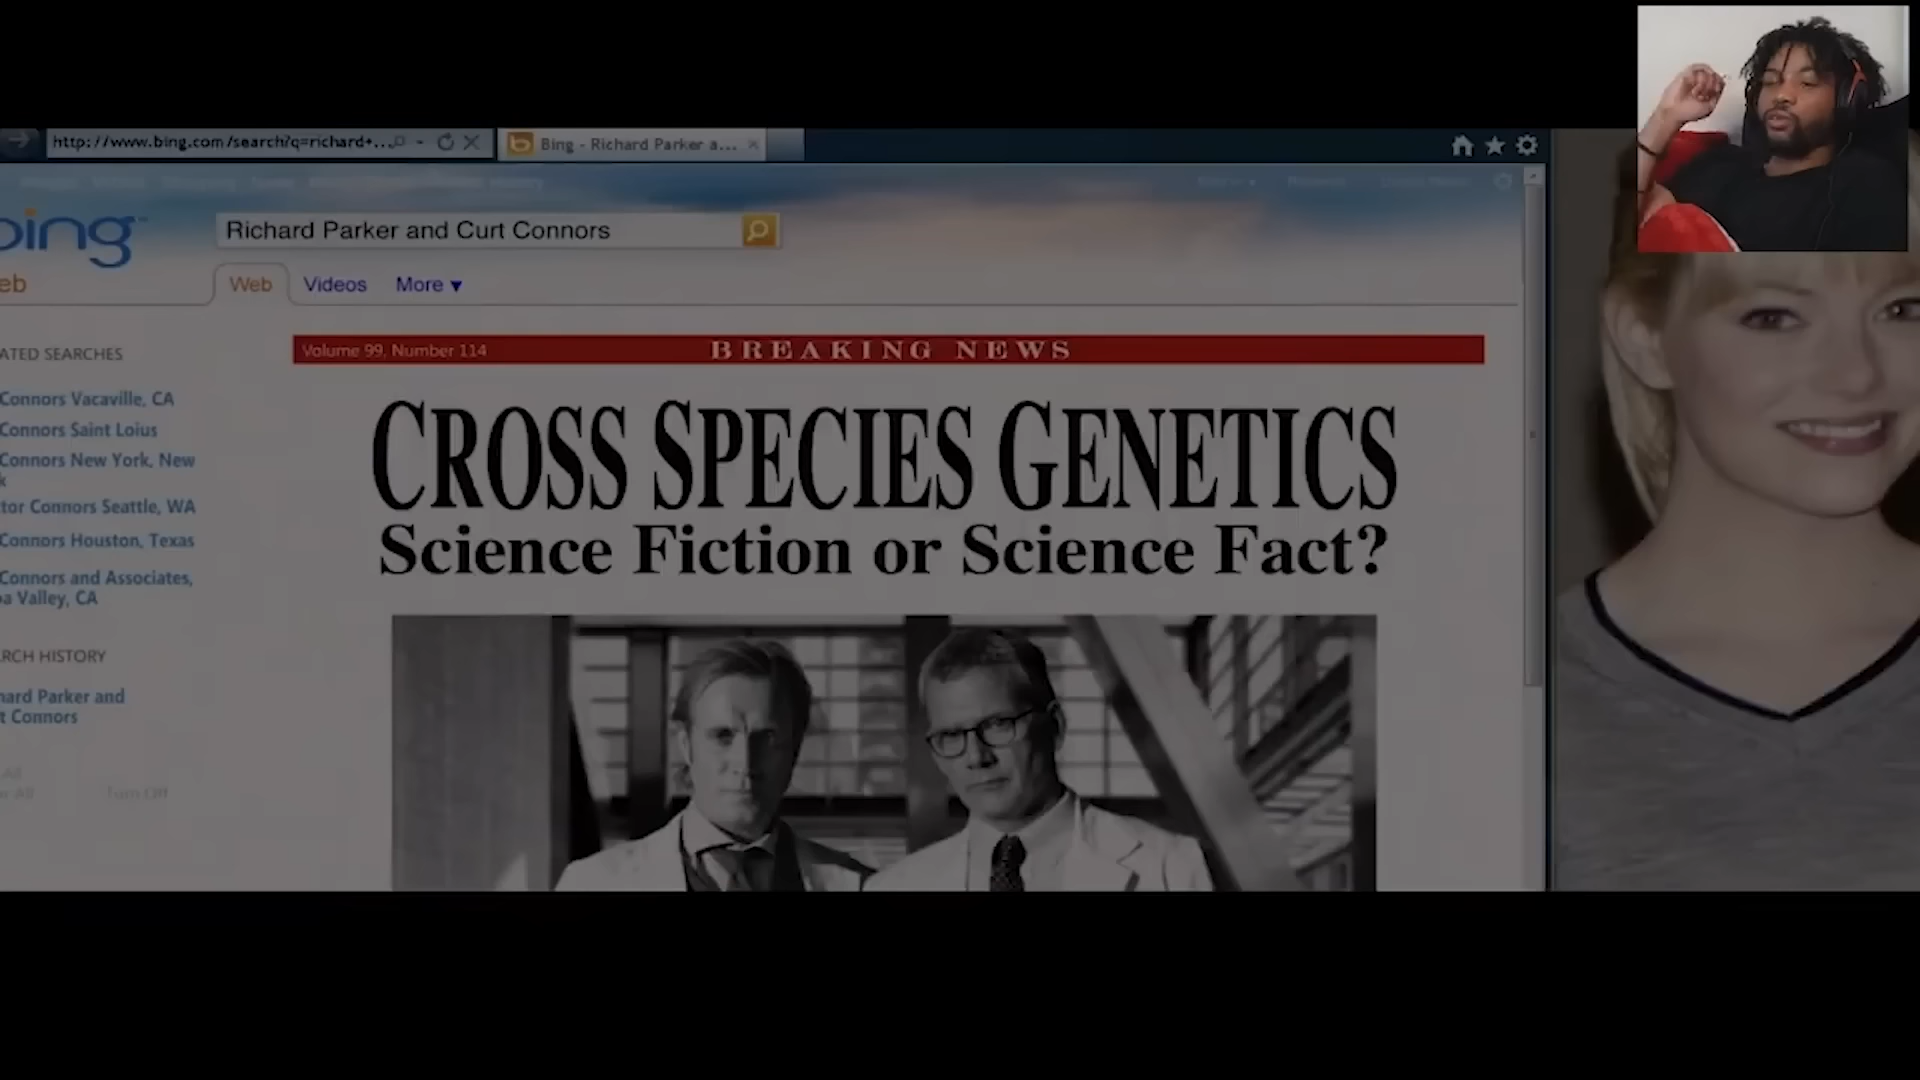 http://www.bing.com/search?q=richard+...
Bing - Richard Parker a...
bing
Richard Parker and Curt Connors
eb
Web
Videos
More
Volume 99, Number 114
BREAKING NEWS
CROSS SPECIES GENETICS
Science Fiction or Science Fact?
ATED SEARCHES
Connors Vacaville, CA
Connors Saint Loius
Connors New York, New
k
tor Connors Seattle, WA
Connors Houston, Texas
Connors and Associates,
a Valley, CA
RCH HISTORY
hard Parker and
t Connors
All
Turn Off